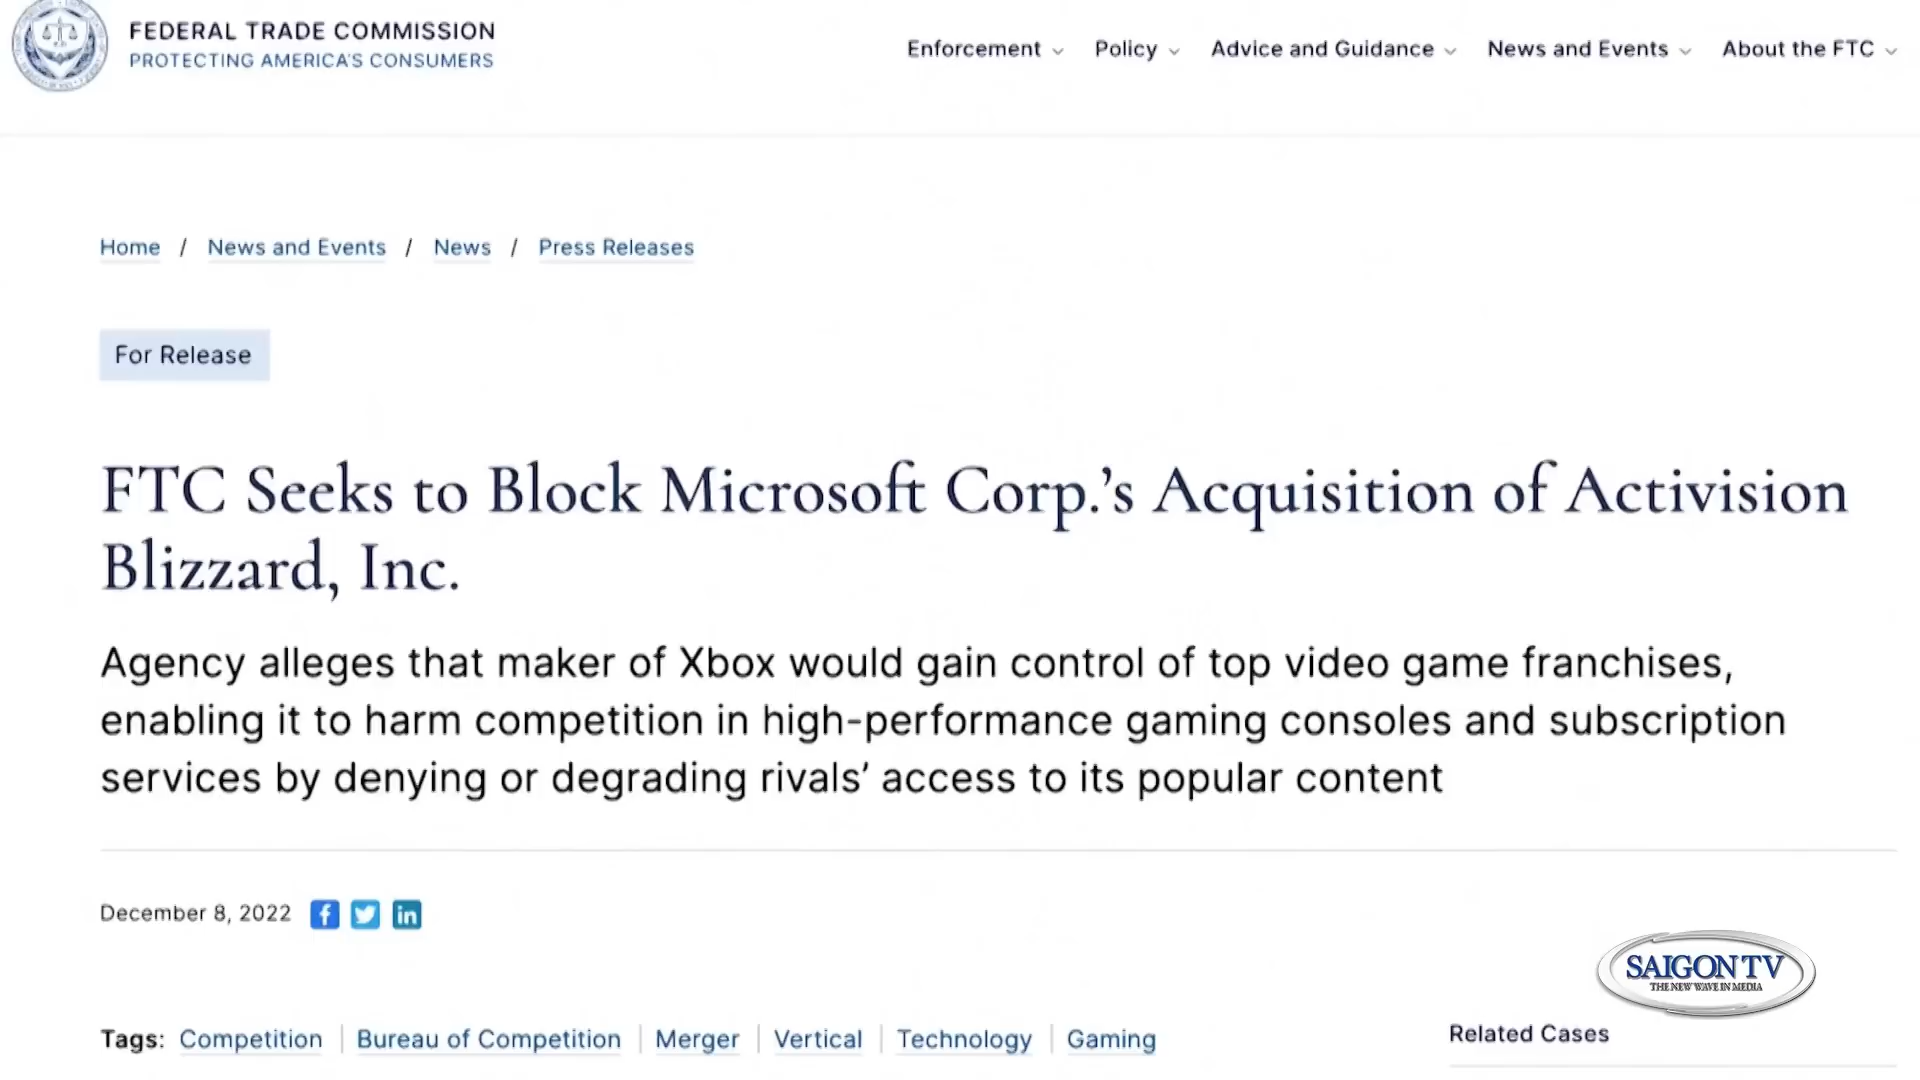 FEDERAL TRADE COMMISSION
PROTECTING AMERICA'S CONSUMERS
Enforcement Policy Advice and Guidance News and Events About the FTC
Home / News and Events / News / Press Releases
For Release
FTC Seeks to Block Microsoft Corp.’s Acquisition of Activision
Blizzard, Inc.
Agency alleges that maker of Xbox would gain control of top video game franchises,
enabling it to harm competition in high-performance gaming consoles and subscription
services by denying or degrading rivals’ access to its popular content
December 8, 2022
SAIGON TV
THE NEW WAVE IN MEDIA
Tags: Competition Bureau of Competition Merger Vertical Technology Gaming
Related Cases